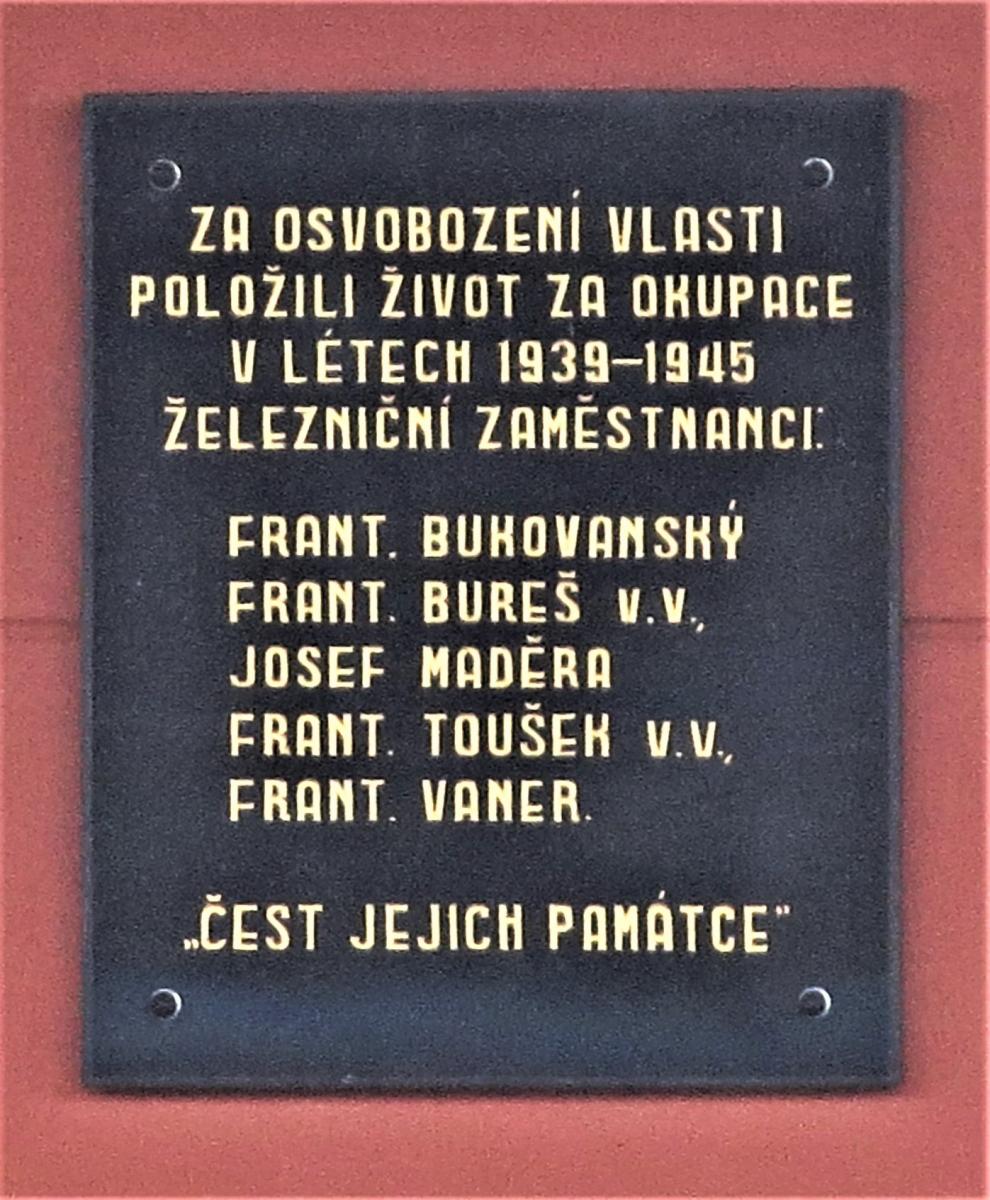 ZA OSVOBOZENÍ VLASTI
POLOŽILI ŽIVOT ZA OKUPACE
V LÉTECH 1939–1945
ŽELEZNIČNÍ ZAMĚSTNANCI:
FRANT. BUKOVANSKÝ
FRANT. BUREŠ V.V.,
JOSEF MADĚRA
FRANT. TOUŠEK V.V.,
FRANT. VANER.
„ČEST JEJICH PAMÁTCE"